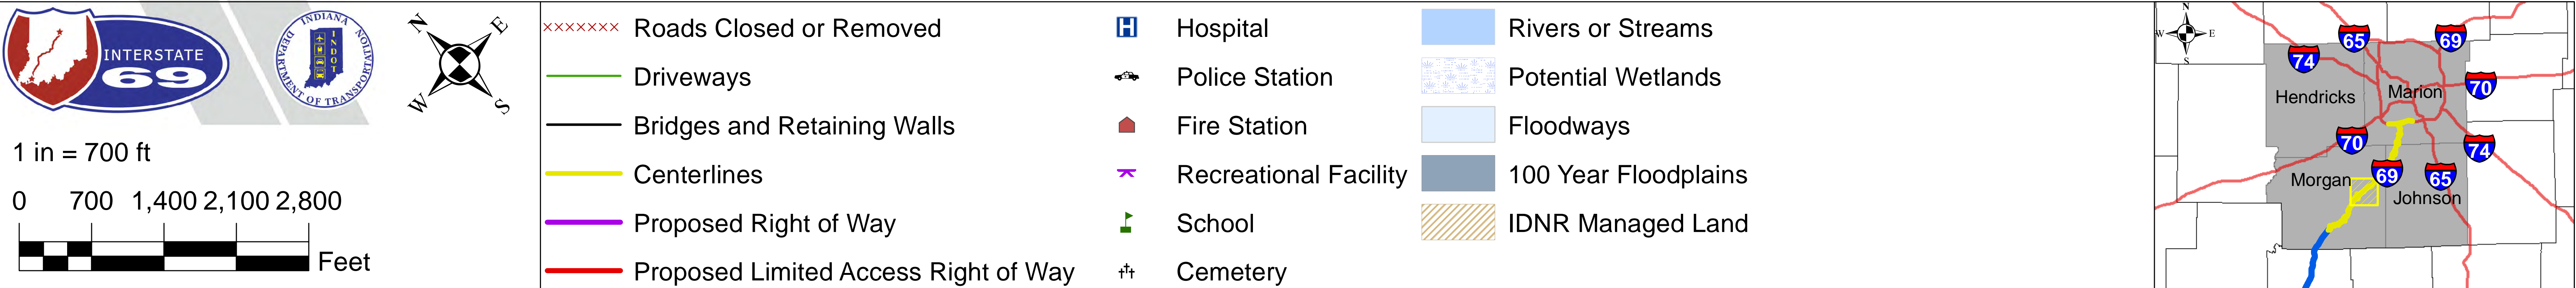 INTERSTATE
69
INDIANA
DEPARTMENT OF TRANSPORTATION
INDOT
N
E
W
S
1 in = 700 ft
0 700 1,400 2,100 2,800
Feet
Roads Closed or Removed
Driveways
Bridges and Retaining Walls
Centerlines
Proposed Right of Way
Proposed Limited Access Right of Way
H Hospital
Police Station
Fire Station
Recreational Facility
School
Cemetery
Rivers or Streams
Potential Wetlands
Floodways
100 Year Floodplains
IDNR Managed Land
N
W E
S
65
69
74
70
Hendricks
Marion
70
74
69
65
Morgan
Johnson